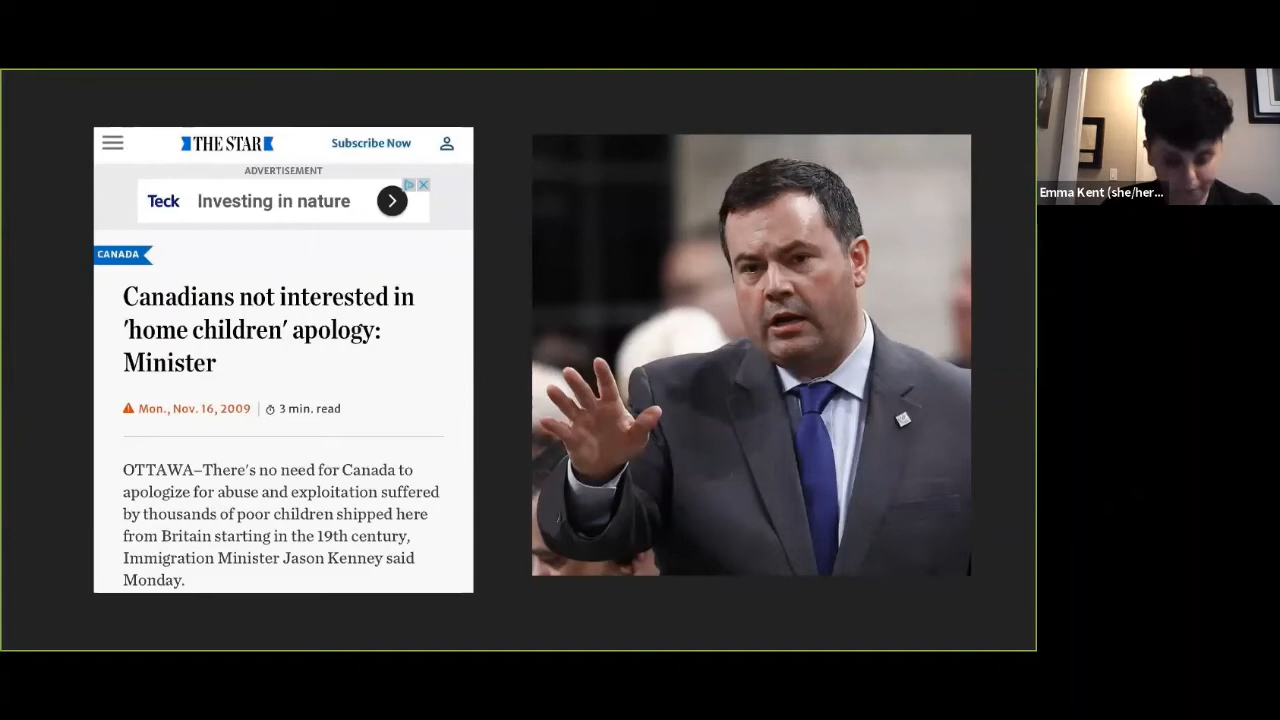 THE STAR
Subscribe Now
ADVERTISEMENT
Teck Investing in nature
CANADA
Canadians not interested in
'home children' apology:
Minister
Mon., Nov. 16, 2009 | 3 min. read
OTTAWA–There's no need for Canada to
apologize for abuse and exploitation suffered
by thousands of poor children shipped here
from Britain starting in the 19th century,
Immigration Minister Jason Kenney said
Monday.
Emma Kent (she/her...